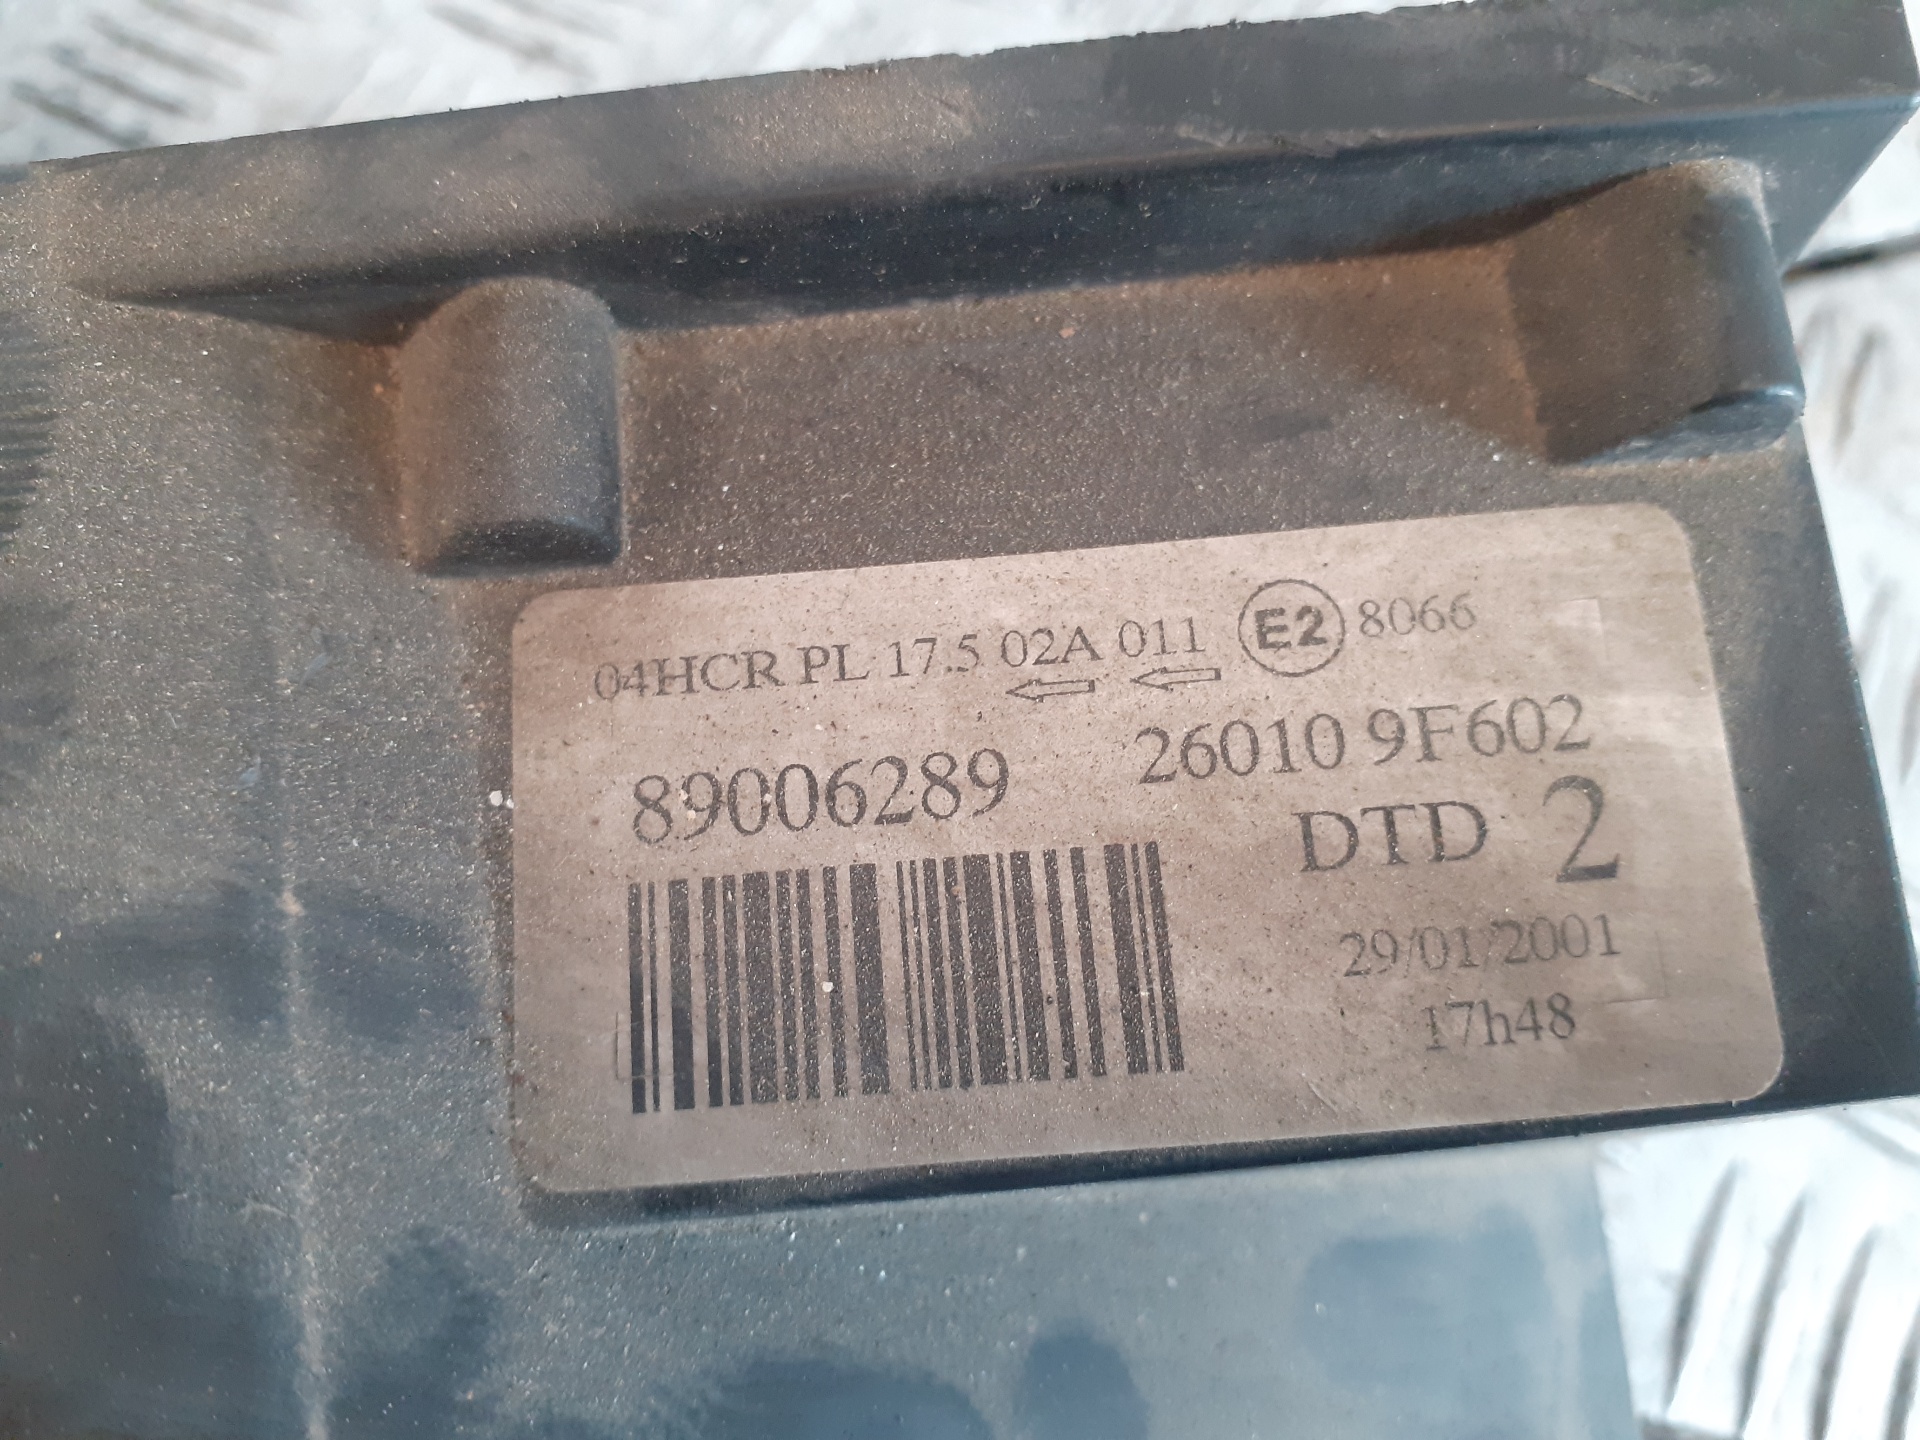 04HCR PL 17.5 02A 011 E2 8066
89006289 26010 9F602
DTD 2
29/01/2001
17h48